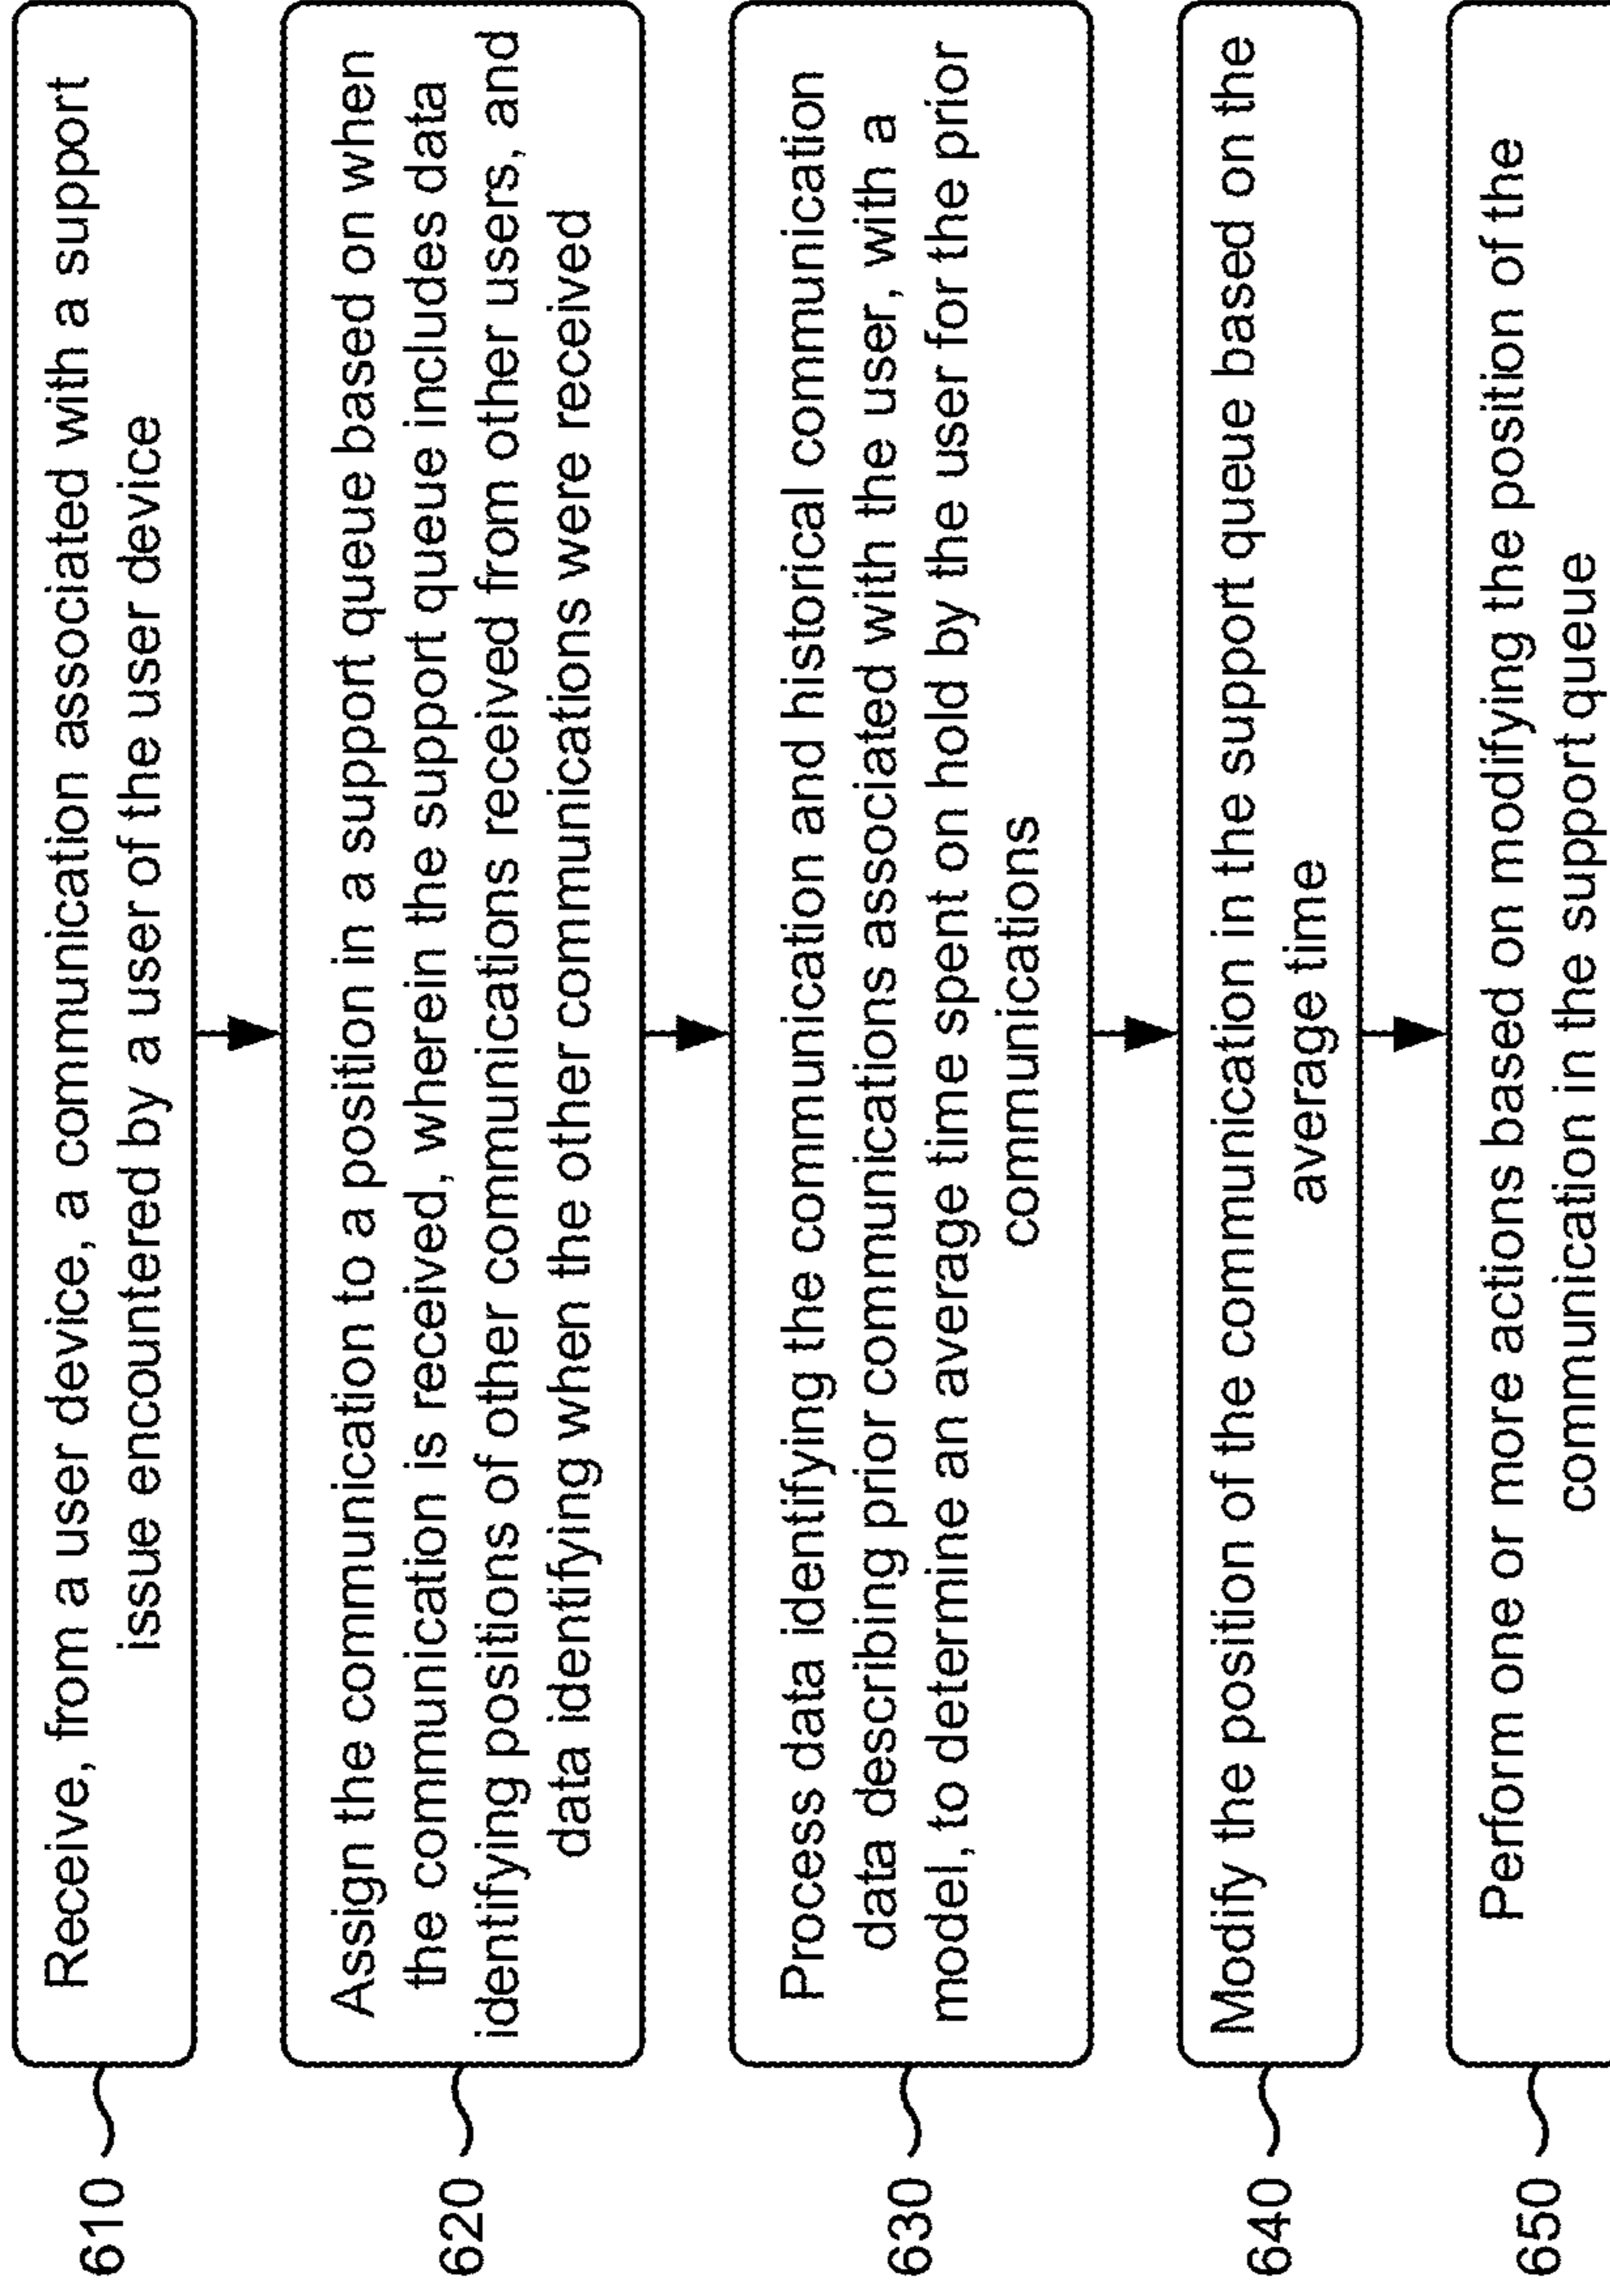 610
Receive, from a user device, a communication associated with a support
issue encountered by a user of the user device
620
Assign the communication to a position in a support queue based on when
the communication is received, wherein the support queue includes data
identifying positions of other communications received from other users, and
data identifying when the other communications were received
630
Process data identifying the communication and historical communication
data describing prior communications associated with the user, with a
model, to determine an average time spent on hold by the user for the prior
communications
640
Modify the position of the communication in the support queue based on the
average time
650
Perform one or more actions based on modifying the position of the
communication in the support queue